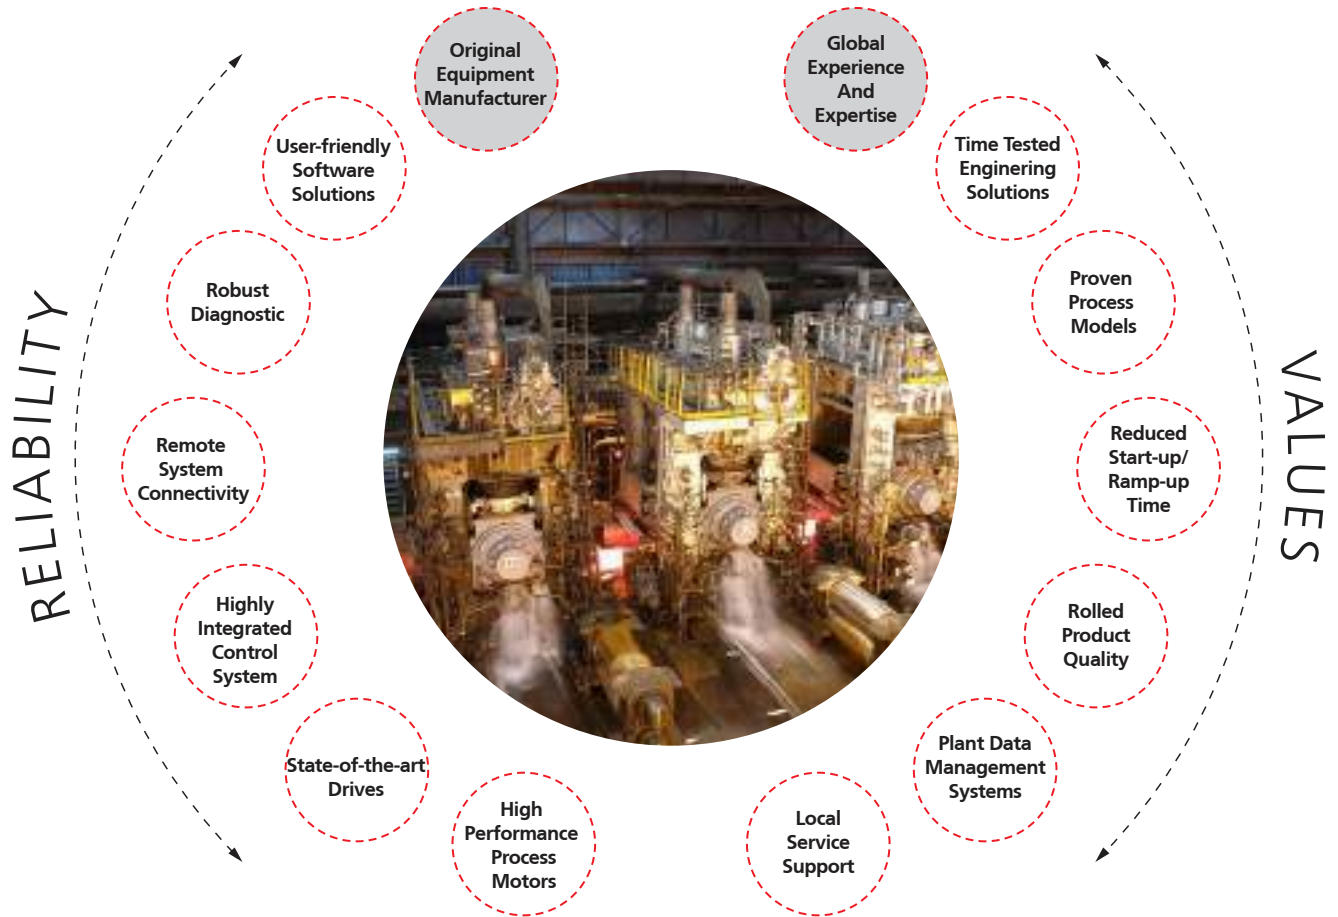 RELIABILITY
Original
Equipment
Manufacturer
User-friendly
Software
Solutions
Robust
Diagnostic
Remote
System
Connectivity
Highly
Integrated
Control
System
State-of-the-art
Drives
High
Performance
Process
Motors
Global
Experience
And
Expertise
Time Tested
Enginering
Solutions
Proven
Process
Models
Reduced
Start-up/
Ramp-up
Time
Rolled
Product
Quality
Plant Data
Management
Systems
Local
Service
Support
VALUES